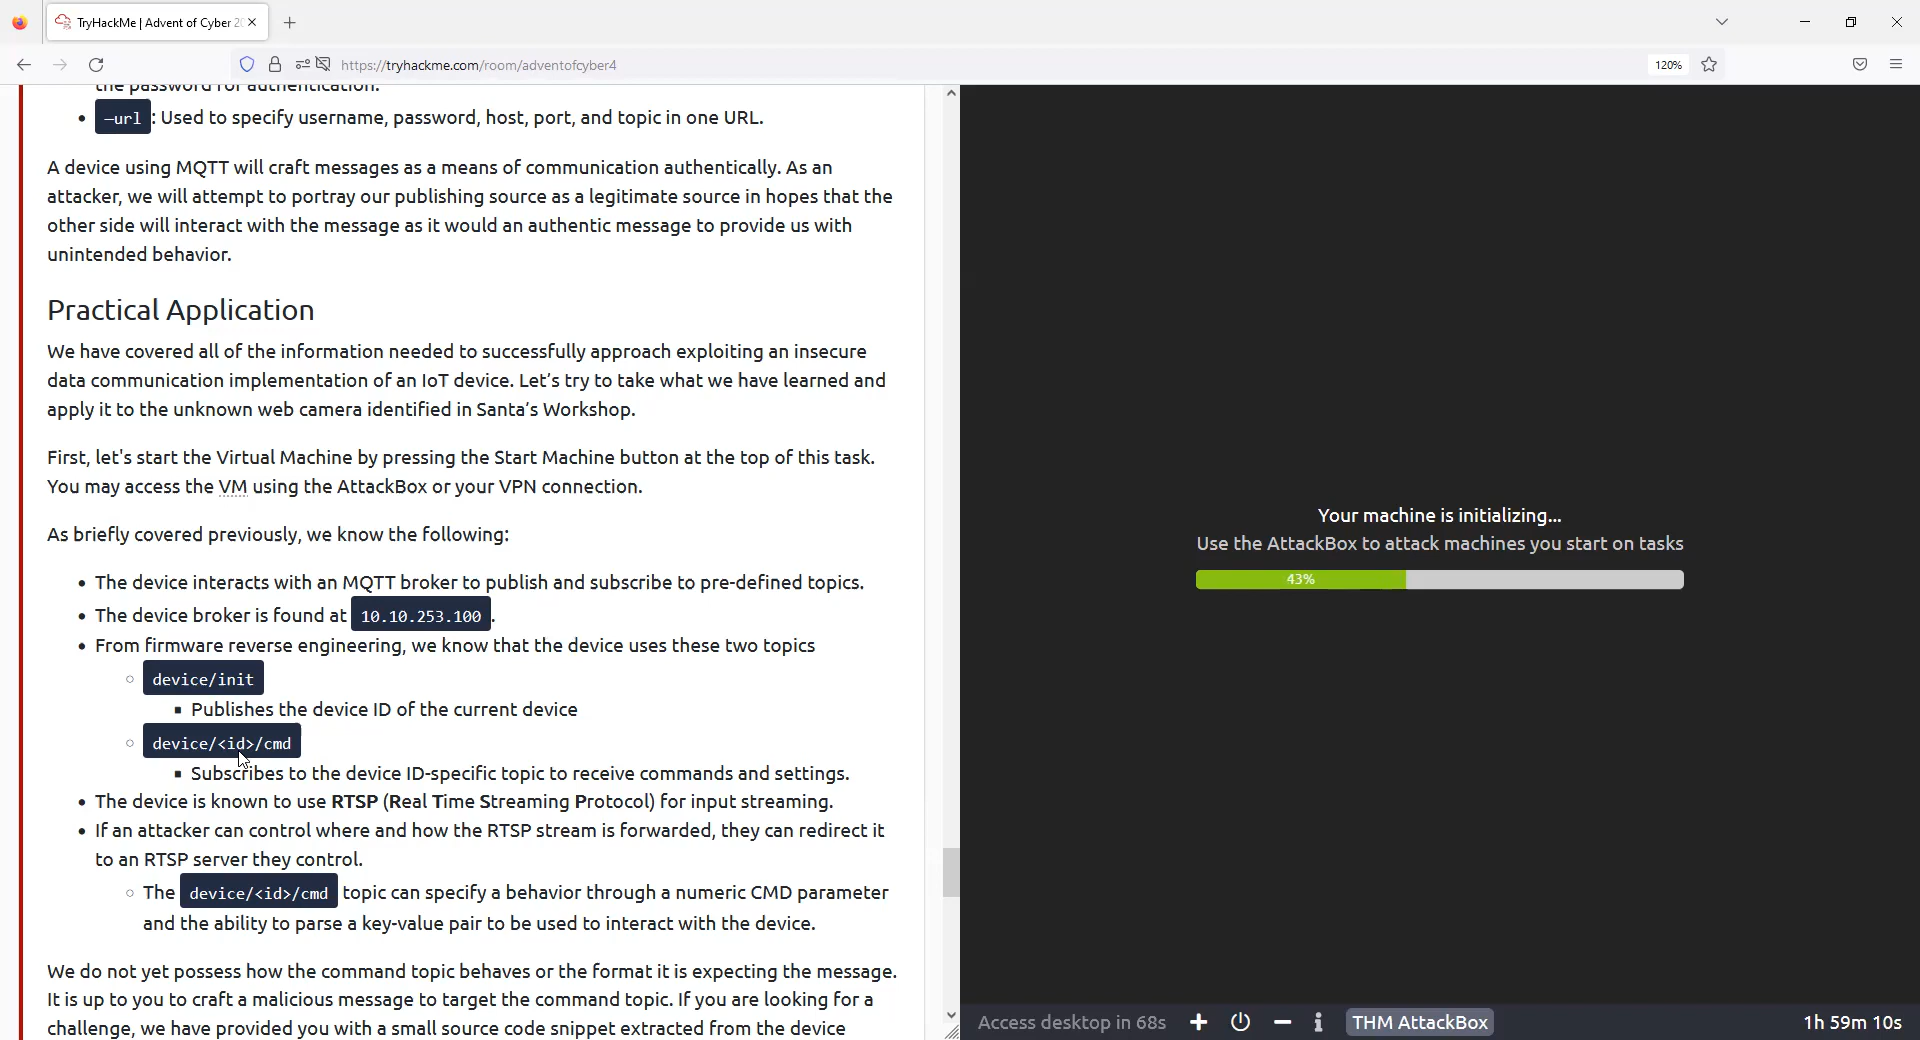 TryHackMe | Advent of Cyber 20
https://tryhackme.com/room/adventofcyber4
120%
the password for authentication.
—url : Used to specify username, password, host, port, and topic in one URL.
A device using MQTT will craft messages as a means of communication authentically. As an
attacker, we will attempt to portray our publishing source as a legitimate source in hopes that the
other side will interact with the message as it would an authentic message to provide us with
unintended behavior.
Practical Application
We have covered all of the information needed to successfully approach exploiting an insecure
data communication implementation of an IoT device. Let’s try to take what we have learned and
apply it to the unknown web camera identified in Santa’s Workshop.
First, let's start the Virtual Machine by pressing the Start Machine button at the top of this task.
You may access the VM using the AttackBox or your VPN connection.
As briefly covered previously, we know the following:
The device interacts with an MQTT broker to publish and subscribe to pre-defined topics.
The device broker is found at 10.10.253.100 .
From firmware reverse engineering, we know that the device uses these two topics
device/init
Publishes the device ID of the current device
device/<id>/cmd
Subscribes to the device ID-specific topic to receive commands and settings.
The device is known to use RTSP (Real Time Streaming Protocol) for input streaming.
If an attacker can control where and how the RTSP stream is forwarded, they can redirect it
to an RTSP server they control.
The device/<id>/cmd topic can specify a behavior through a numeric CMD parameter
and the ability to parse a key-value pair to be used to interact with the device.
We do not yet possess how the command topic behaves or the format it is expecting the message.
It is up to you to craft a malicious message to target the command topic. If you are looking for a
challenge, we have provided you with a small source code snippet extracted from the device
Your machine is initializing...
Use the AttackBox to attack machines you start on tasks
43%
Access desktop in 68s
THM AttackBox
1h 59m 10s